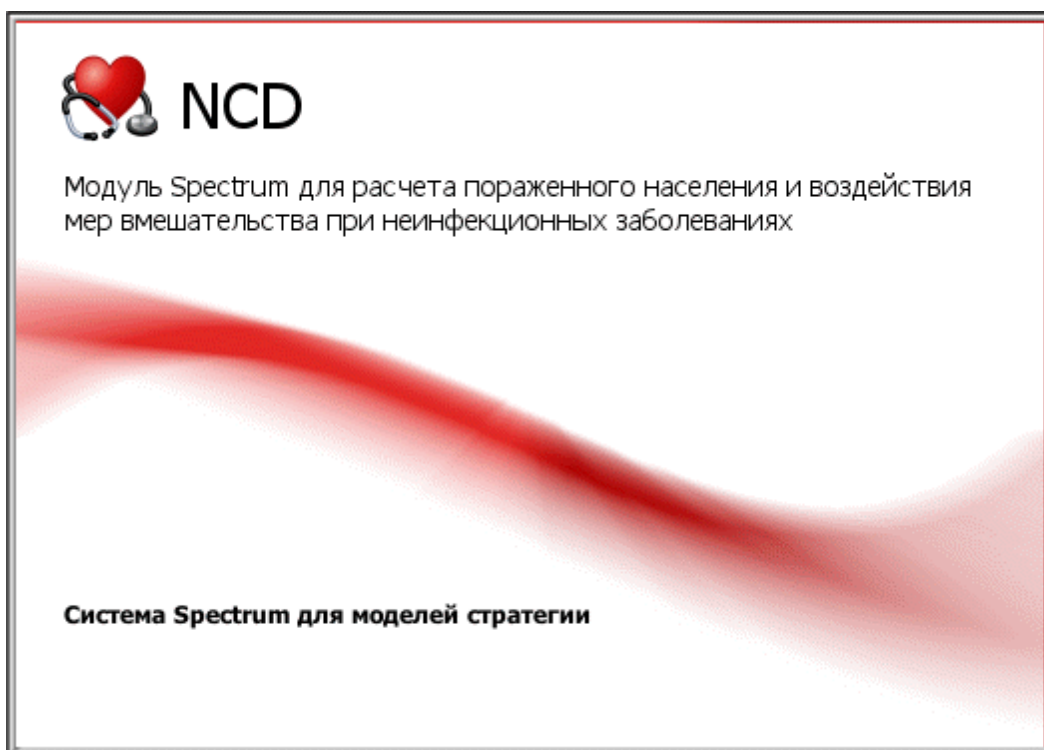 NCD
Модуль Spectrum для расчета пораженного населения и воздействия
мер вмешательства при неинфекционных заболеваниях
Система Spectrum для моделей стратегии